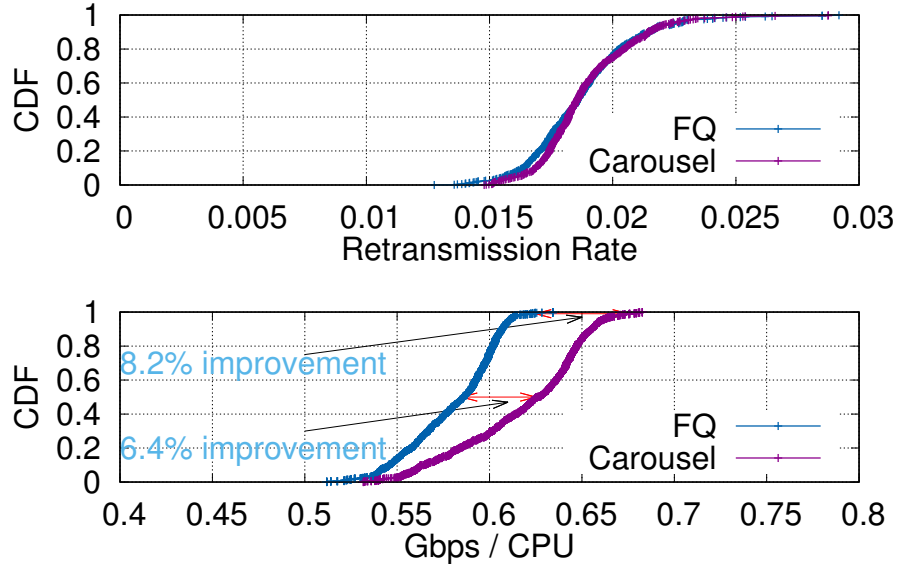 1
0.8
0.6
0.4
0.2
0
CDF
FQ
Carousel
0 0.005 0.01 0.015 0.02 0.025 0.03
Retransmission Rate
1
0.8
0.6
0.4
0.2
0
CDF
8.2% improvement
6.4% improvement
FQ
Carousel
0.4 0.45 0.5 0.55 0.6 0.65 0.7 0.75 0.8
Gbps / CPU